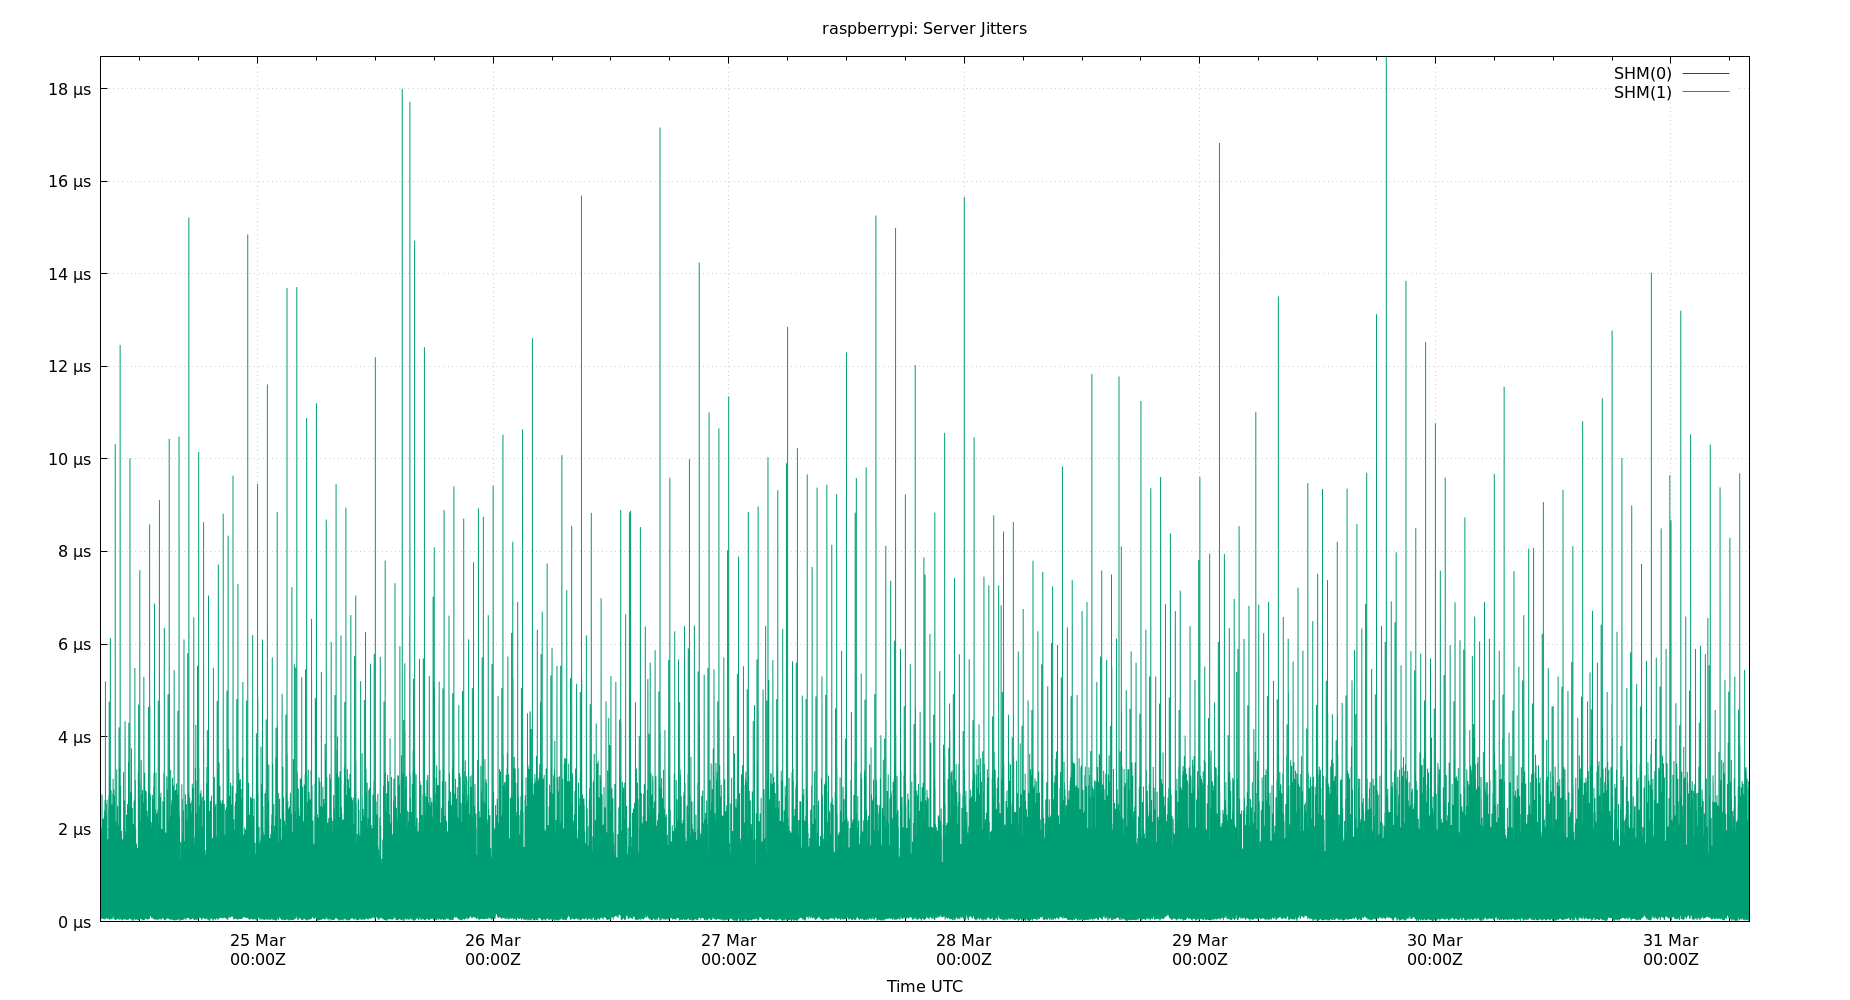 raspberrypi: Server Jitters
SHM(0)
SHM(1)
18 µs
16 µs
14 µs
12 µs
10 µs
8 µs
6 µs
4 µs
2 µs
0 µs
25 Mar 26 Mar 27 Mar 28 Mar 29 Mar 30 Mar 31 Mar
00:00Z 00:00Z 00:00Z 00:00Z 00:00Z 00:00Z 00:00Z
Time UTC